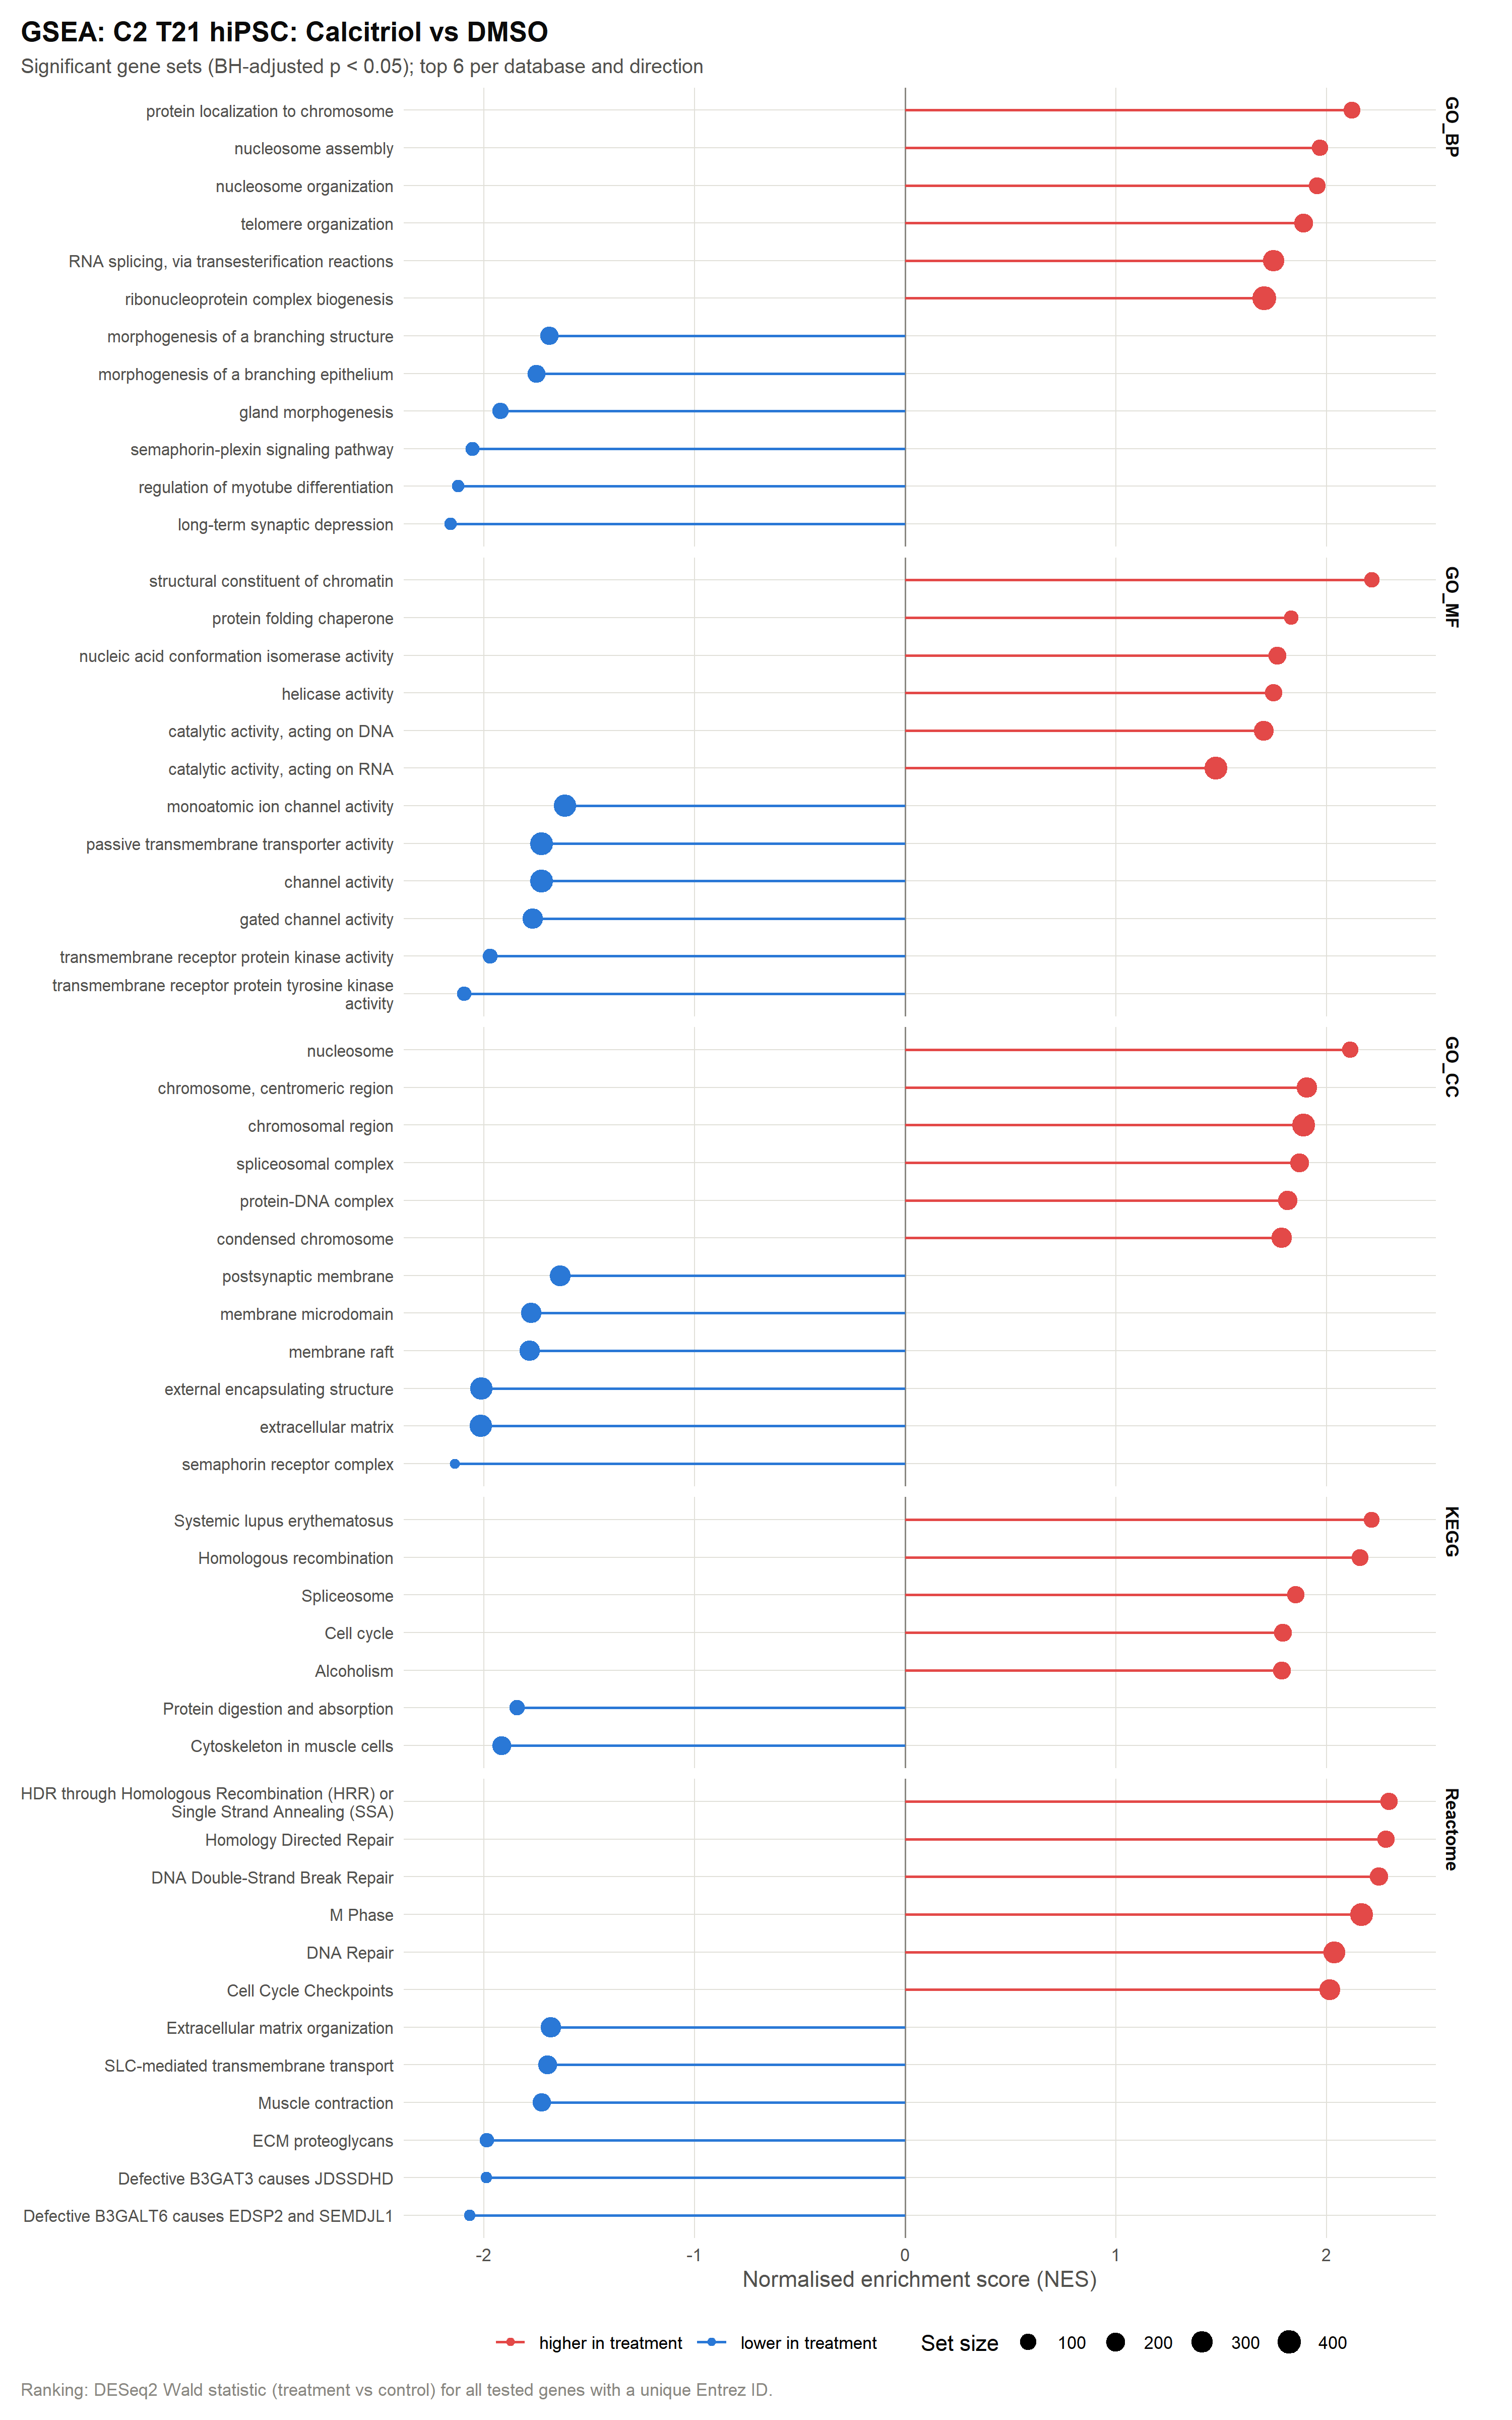 GSEA: C2 T21 hiPSC: Calcitriol vs DMSO
Significant gene sets (BH-adjusted p < 0.05); top 6 per database and direction
GO_BP
protein localization to chromosome
nucleosome assembly
nucleosome organization
telomere organization
RNA splicing, via transesterification reactions
ribonucleoprotein complex biogenesis
morphogenesis of a branching structure
morphogenesis of a branching epithelium
gland morphogenesis
semaphorin-plexin signaling pathway
regulation of myotube differentiation
long-term synaptic depression
GO_MF
structural constituent of chromatin
protein folding chaperone
nucleic acid conformation isomerase activity
helicase activity
catalytic activity, acting on DNA
catalytic activity, acting on RNA
monoatomic ion channel activity
passive transmembrane transporter activity
channel activity
gated channel activity
transmembrane receptor protein kinase activity
transmembrane receptor protein tyrosine kinase
activity
GO_CC
nucleosome
chromosome, centromeric region
chromosomal region
spliceosomal complex
protein-DNA complex
condensed chromosome
postsynaptic membrane
membrane microdomain
membrane raft
external encapsulating structure
extracellular matrix
semaphorin receptor complex
KEGG
Systemic lupus erythematosus
Homologous recombination
Spliceosome
Cell cycle
Alcoholism
Protein digestion and absorption
Cytoskeleton in muscle cells
Reactome
HDR through Homologous Recombination (HRR) or
Single Strand Annealing (SSA)
Homology Directed Repair
DNA Double-Strand Break Repair
M Phase
DNA Repair
Cell Cycle Checkpoints
Extracellular matrix organization
SLC-mediated transmembrane transport
Muscle contraction
ECM proteoglycans
Defective B3GAT3 causes JDSSDHD
Defective B3GALT6 causes EDSP2 and SEMDJL1
-2 -1 0 1 2
Normalised enrichment score (NES)
higher in treatment lower in treatment Set size 100 200 300 400
Ranking: DESeq2 Wald statistic (treatment vs control) for all tested genes with a unique Entrez ID.